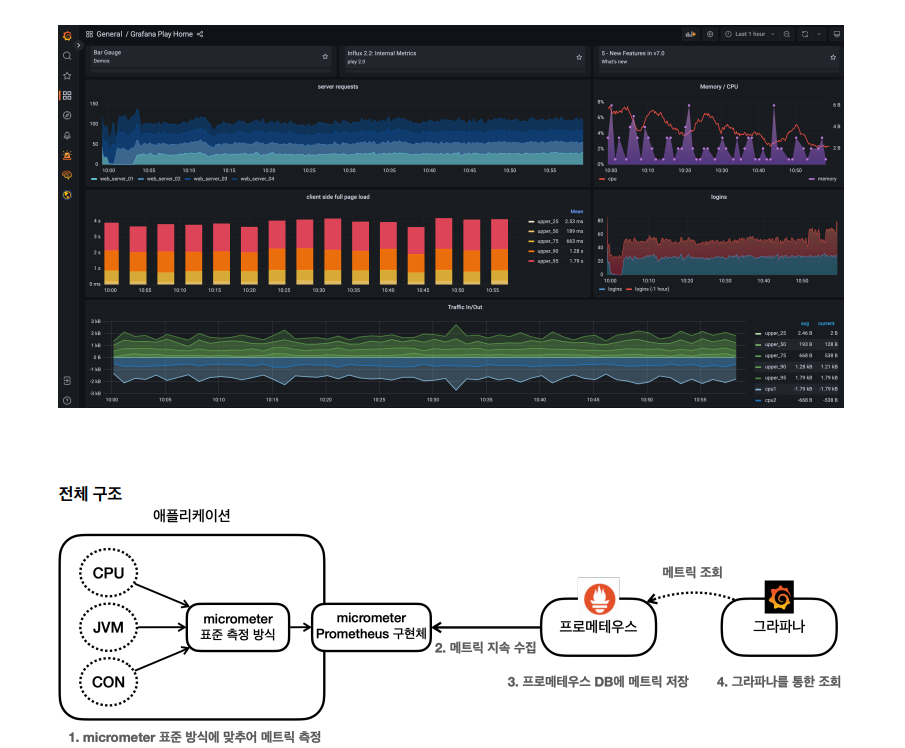 General / Grafana Play Home
Last 1 hour
Bar Gauge
Demos
Influx 2.2: Internal Metrics
play 2.0
5 - New Features in v7.0
What's new
server requests
150
100
50
0
10:00 10:05 10:10 10:15 10:20 10:25 10:30 10:35 10:40 10:45 10:50 10:55
web_server_01 web_server_02 web_server_03 web_server_04
Memory / CPU
8%
6%
4%
2%
0%
6 B
4 B
2 B
10:00 10:10 10:20 10:30 10:40 10:50
cpu
memory
client side full page load
4 s
3 s
2 s
1 s
0 ms
10:00 10:05 10:10 10:15 10:20 10:25 10:30 10:35 10:40 10:45 10:50 10:55
Mean
upper_25 2.53 ms
upper_50 189 ms
upper_75 663 ms
upper_90 1.28 s
upper_95 1.79 s
logins
80
60
40
20
0
10:00 10:10 10:20 10:30 10:40 10:50
logins logins (-1 hour)
Traffic In/Out
3 kB
2 kB
1 kB
0 B
-1 kB
-2 kB
-3 kB
10:00 10:05 10:10 10:15 10:20 10:25 10:30 10:35 10:40 10:45 10:50 10:55
avg current
upper_25 2.46 B 2 B
upper_50 193 B 128 B
upper_75 668 B 538 B
upper_90 1.28 kB 1.21 kB
upper_95 1.79 kB 1.79 kB
cpu1 -1.79 kB -1.79 kB
cpu2 -668 B -538 B
전체 구조
애플리케이션
CPU
JVM
CON
micrometer
표준 측정 방식
micrometer
Prometheus 구현체
메트릭 조회
프로메테우스
그라파나
2. 메트릭 지속 수집
3. 프로메테우스 DB에 메트릭 저장
4. 그라파나를 통한 조회
1. micrometer 표준 방식에 맞추어 메트릭 측정